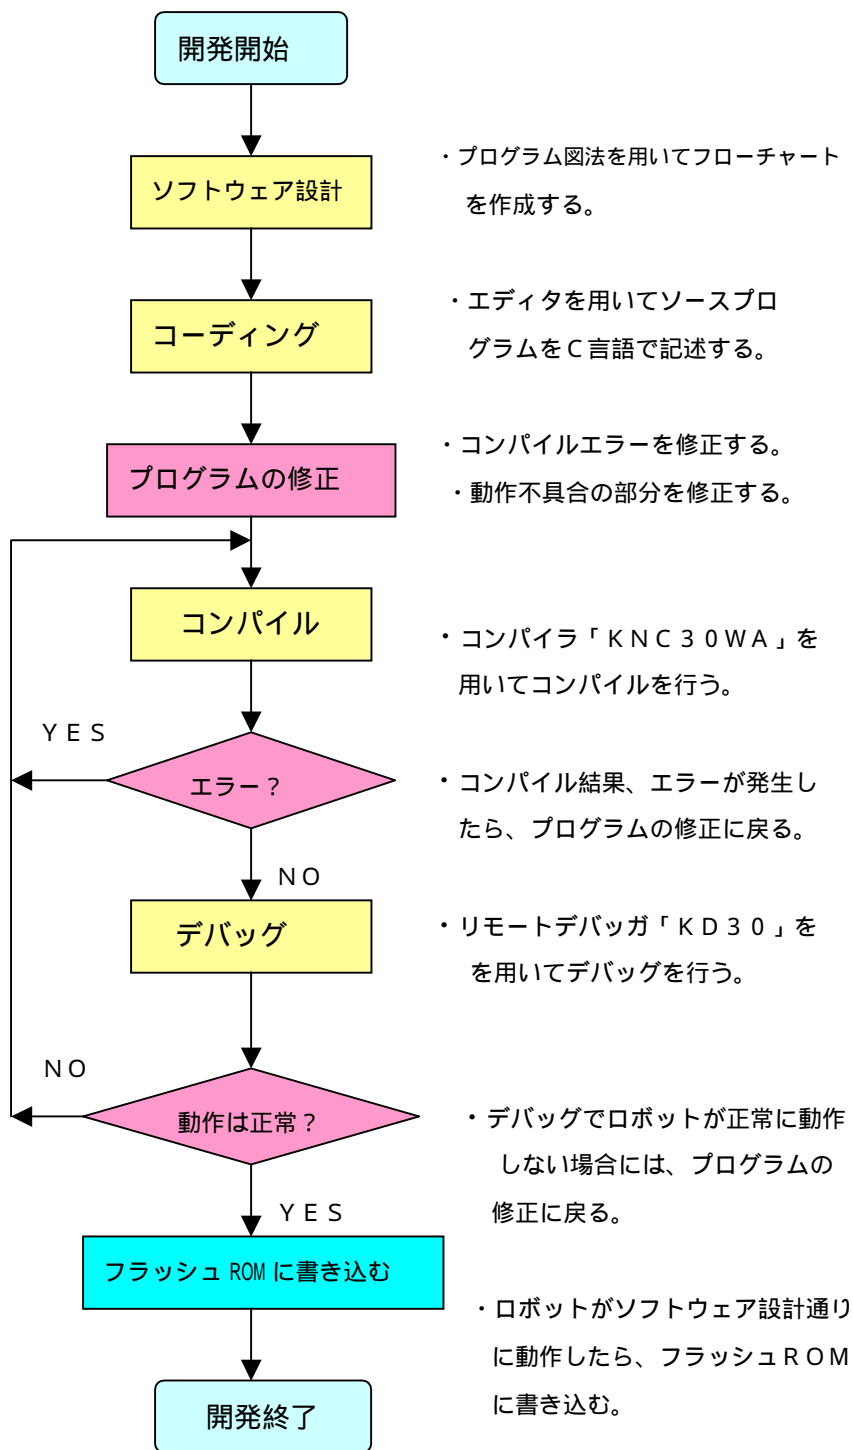 開発開始
・プログラム図法を用いてフローチャート
を作成する。
ソフトウェア設計
・エディタを用いてソースプロ
グラムをC言語で記述する。
コーディング
・コンパイルエラーを修正する。
・動作不具合の部分を修正する。
プログラムの修正
コンパイル
・コンパイラ「KNC30WA」を
用いてコンパイルを行う。
YES
エラー?
・コンパイル結果、エラーが発生し
たら、プログラムの修正に戻る。
NO
デバッグ
・リモートデバッガ「KD30」を
を用いてデバッグを行う。
NO
動作は正常?
・デバッグでロボットが正常に動作
しない場合には、プログラムの
修正に戻る。
YES
フラッシュROMに書き込む
・ロボットがソフトウェア設計通り
に動作したら、フラッシュROM
に書き込む。
開発終了